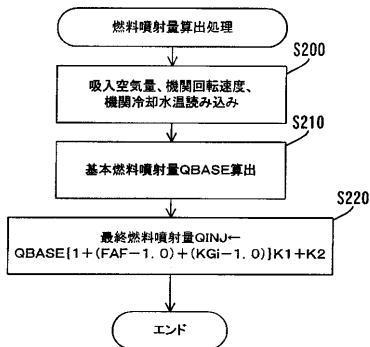 燃料噴射量算出処理
S200
吸入空気量、機関回転速度、
機関冷却水温読み込み
S210
基本燃料噴射量QBASE算出
S220
最終燃料噴射量QINJ←
QBASE{1+(FAF-1.0)+(KGi-1.0)}K1+K2
エンド